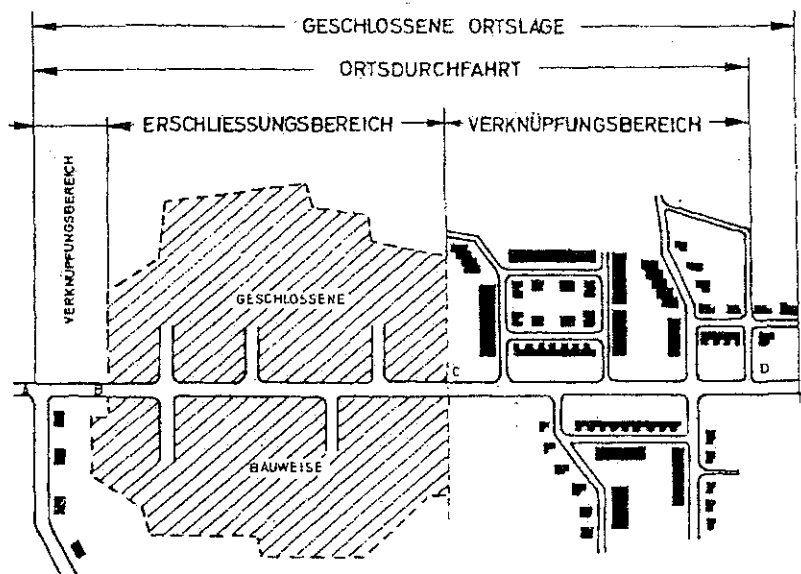 GESCHLOSSENE ORTSLAGE
ORTSDURCHFAHRT
ERSCHLIESSUNGSBEREICH
VERKNÜPFUNGSBEREICH
VERKNÜPFUNGSBEREICH
GESCHLOSSENE
A
B
C
D
BAUWEISE